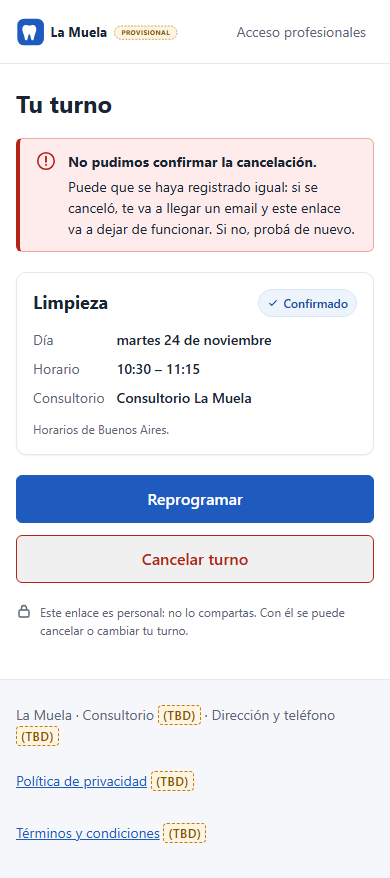 La Muela PROVISIONAL Acceso profesionales
Tu turno
No pudimos confirmar la cancelación.
Puede que se haya registrado igual: si se
canceló, te va a llegar un email y este enlace
va a dejar de funcionar. Si no, probá de nuevo.
Limpieza Confirmado
Día martes 24 de noviembre
Horario 10:30 – 11:15
Consultorio Consultorio La Muela
Horarios de Buenos Aires.
Reprogramar
Cancelar turno
Este enlace es personal: no lo compartas. Con él se puede
cancelar o cambiar tu turno.
La Muela · Consultorio (TBD) · Dirección y teléfono
(TBD)
Política de privacidad (TBD)
Términos y condiciones (TBD)